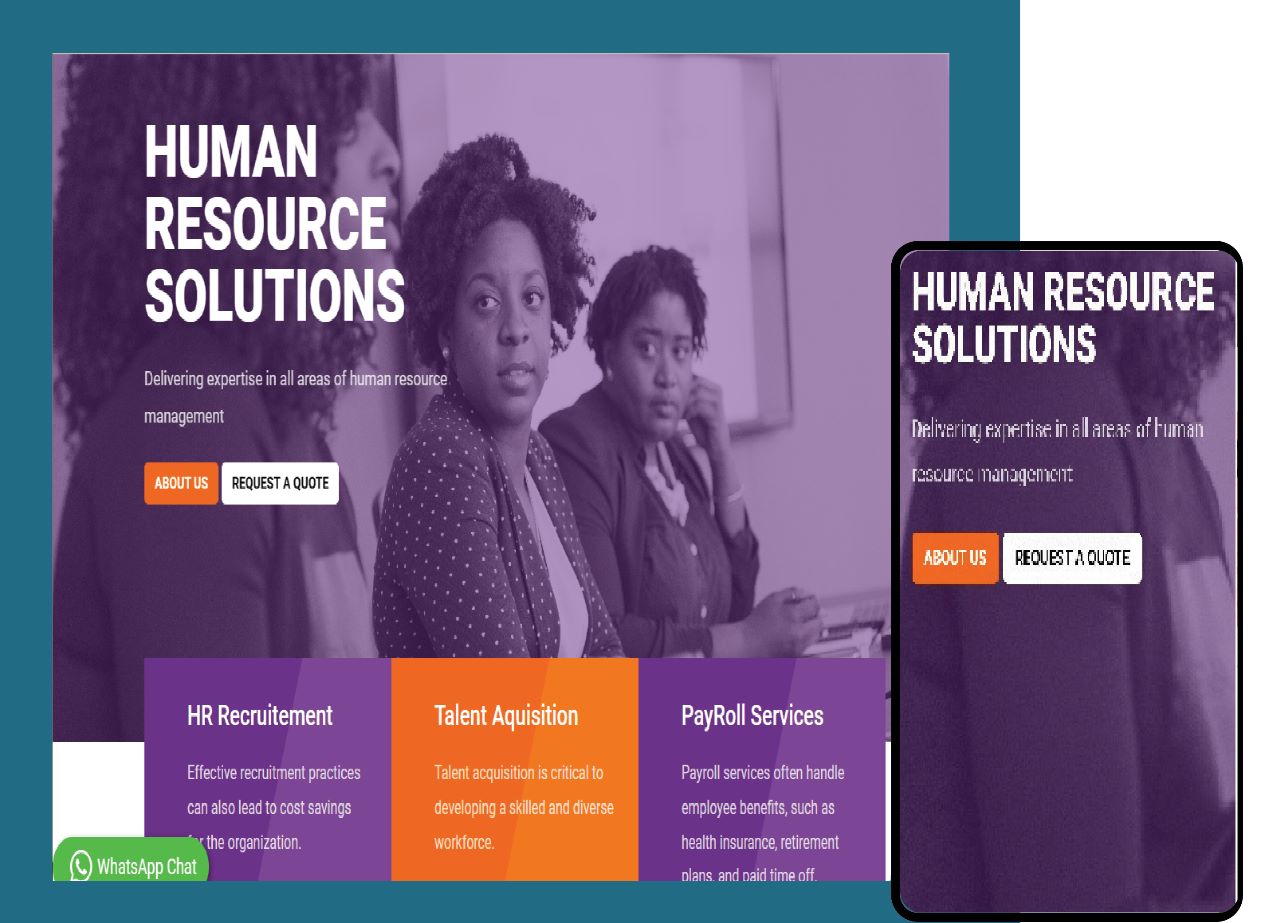 HUMAN
RESOURCE
SOLUTIONS
Delivering expertise in all areas of human resource
management
ABOUT US
REQUEST A QUOTE
HR Recruitement
Effective recruitment practices
can also lead to cost savings
for the organization.
Talent Aquisition
Talent acquisition is critical to
developing a skilled and diverse
workforce.
PayRoll Services
Payroll services often handle
employee benefits, such as
health insurance, retirement
plans, and paid time off.
WhatsApp Chat
HUMAN RESOURCE
SOLUTIONS
Delivering expertise in all areas of human
resource management
ABOUT US
REQUEST A QUOTE